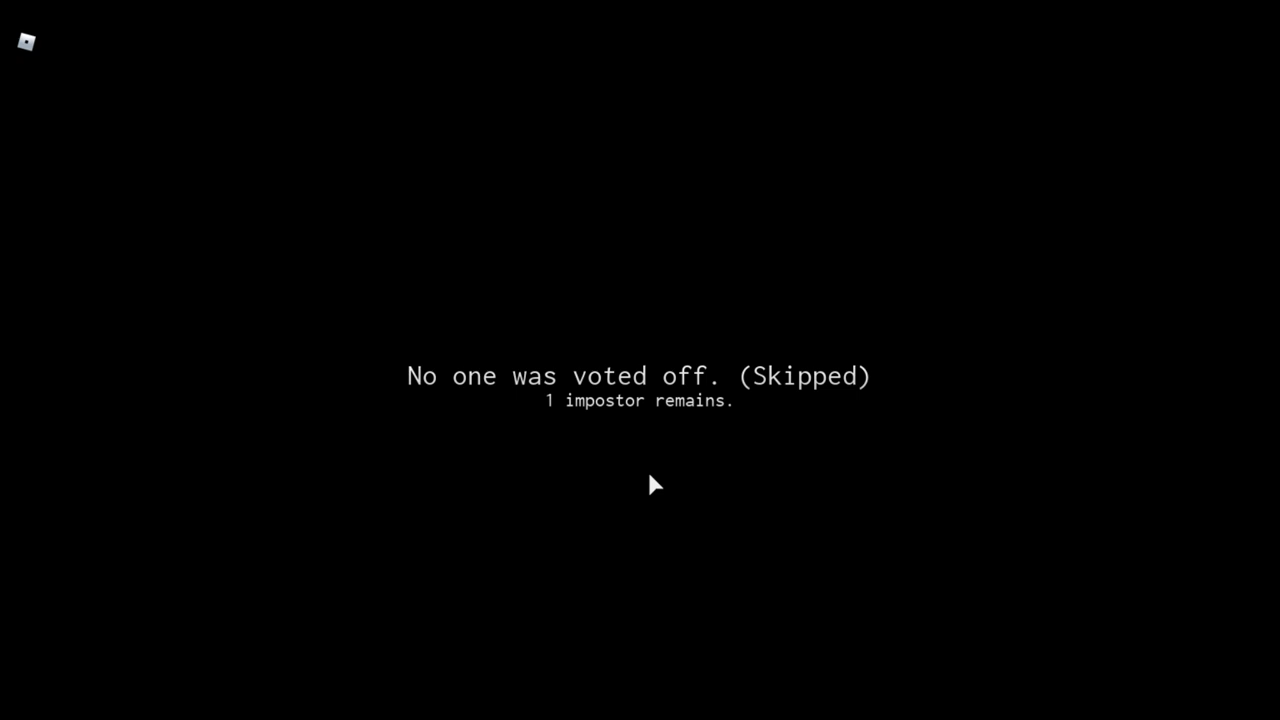 No one was voted off. (Skipped)
1 impostor remains.